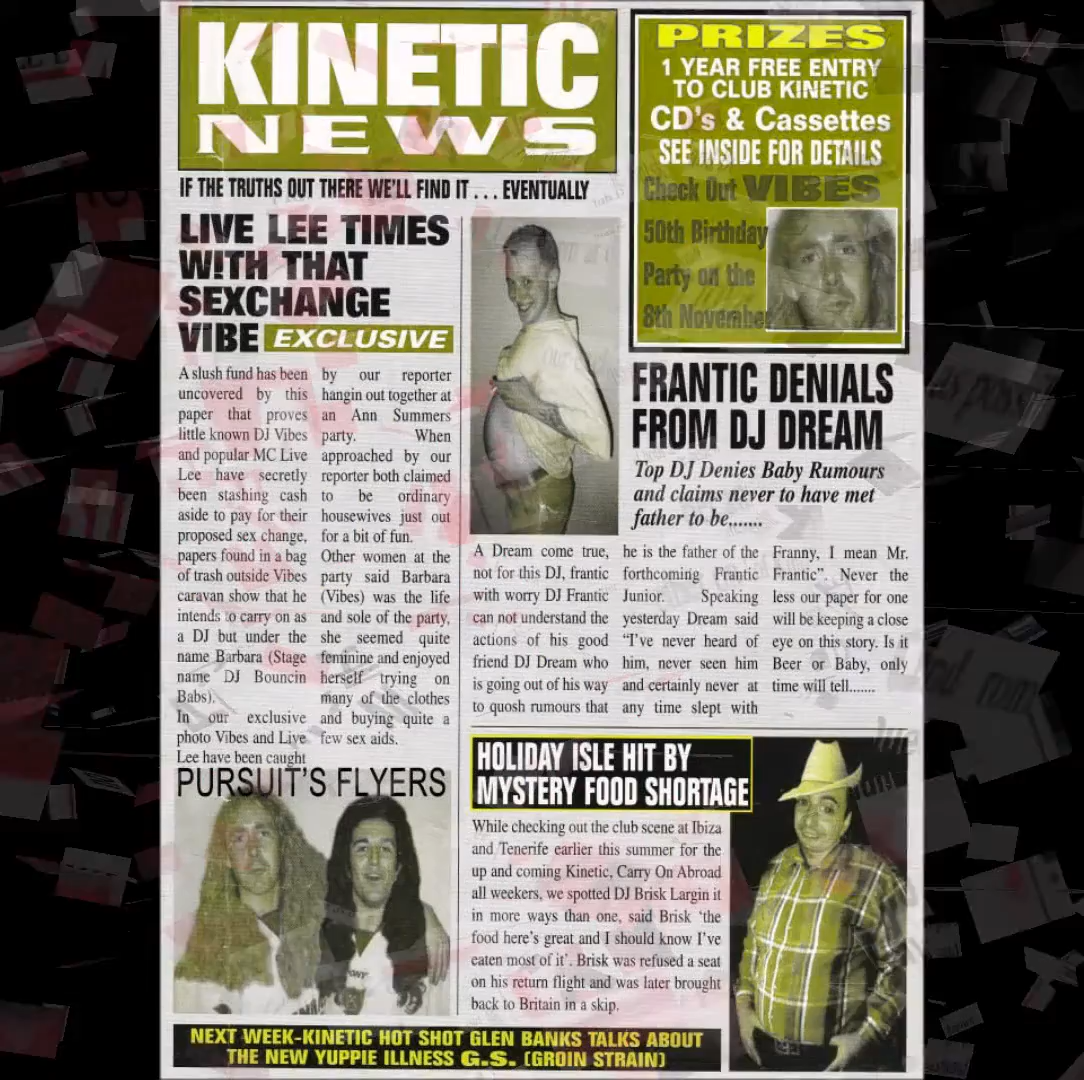 KINETIC
NEWS
IF THE TRUTHS OUT THERE WE'LL FIND IT . . . EVENTUALLY
PRIZES
1 YEAR FREE ENTRY
TO CLUB KINETIC
CD's & Cassettes
SEE INSIDE FOR DETAILS
Check Out VIBES
50th Birthday
Party on the
8th November
LIVE LEE TIMES
WITH THAT
SEXCHANGE
VIBE EXCLUSIVE
A slush fund has been
uncovered by this
paper that proves
little known DJ Vibes
and popular MC Live
Lee have secretly
been stashing cash
aside to pay for their
proposed sex change,
papers found in a bag
of trash outside Vibes
caravan show that he
intends to carry on as
a DJ but under the
name Barbara (Stage
name DJ Bouncin
Babs).
In our exclusive
photo Vibes and Live
Lee have been caught
by our reporter
hangin out together at
an Ann Summers
party. When
approached by our
reporter both claimed
to be ordinary
housewives just out
for a bit of fun.
Other women at the
party said Barbara
(Vibes) was the life
and sole of the party,
she seemed quite
feminine and enjoyed
herself trying on
many of the clothes
and buying quite a
few sex aids.
PURSUIT'S FLYERS
FRANTIC DENIALS
FROM DJ DREAM
Top DJ Denies Baby Rumours
and claims never to have met
father to be.......
A Dream come true,
not for this DJ, frantic
with worry DJ Frantic
can not understand the
actions of his good
friend DJ Dream who
is going out of his way
to quosh rumours that
he is the father of the
forthcoming Frantic
Junior. Speaking
yesterday Dream said
“I've never heard of
him, never seen him
and certainly never at
any time slept with
Franny, I mean Mr.
Frantic”. Never the
less our paper for one
will be keeping a close
eye on this story. Is it
Beer or Baby, only
time will tell.......
HOLIDAY ISLE HIT BY
MYSTERY FOOD SHORTAGE
While checking out the club scene at Ibiza
and Tenerife earlier this summer for the
up and coming Kinetic, Carry On Abroad
all weekers, we spotted DJ Brisk Largin it
in more ways than one, said Brisk ‘the
food here's great and I should know I've
eaten most of it'. Brisk was refused a seat
on his return flight and was later brought
back to Britain in a skip.
NEXT WEEK-KINETIC HOT SHOT GLEN BANKS TALKS ABOUT
THE NEW YUPPIE ILLNESS G.S. (GROIN STRAIN)